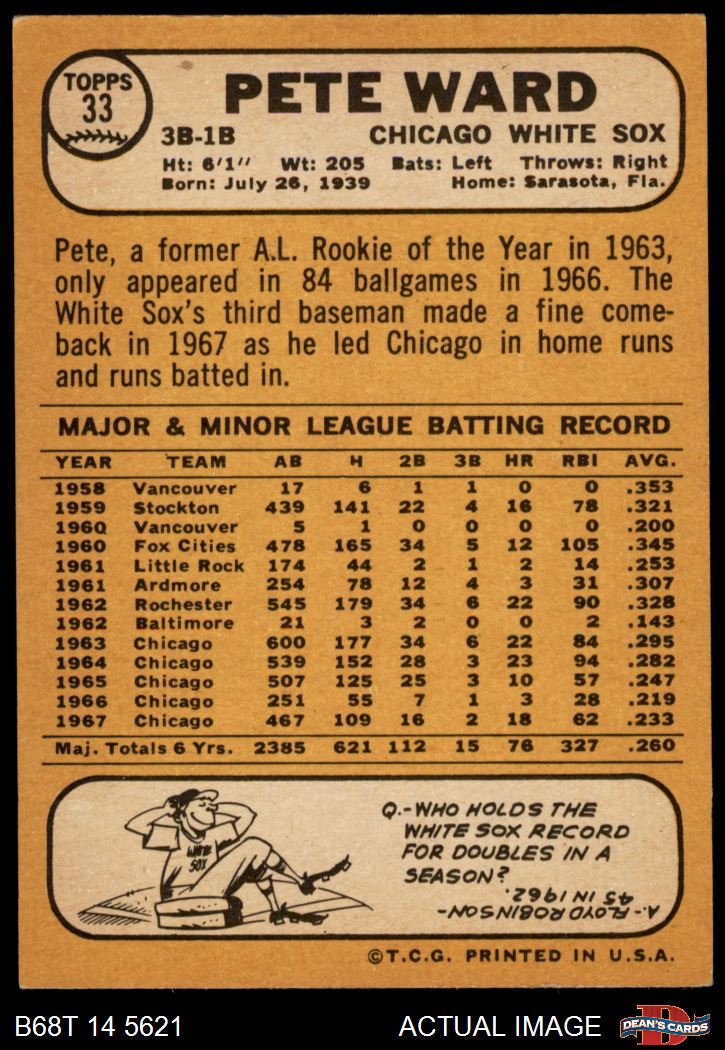 TOPPS
33
PETE WARD
3B-1B CHICAGO WHITE SOX
Ht: 6'1" Wt: 205 Bats: Left Throws: Right
Born: July 26, 1939 Home: Sarasota, Fla.
Pete, a former A.L. Rookie of the Year in 1963,
only appeared in 84 ballgames in 1966. The
White Sox's third baseman made a fine come-
back in 1967 as he led Chicago in home runs
and runs batted in.
MAJOR & MINOR LEAGUE BATTING RECORD
YEAR TEAM AB H 2B 3B HR RBI AVG.
1958 Vancouver 17 6 1 1 0 0 .353
1959 Stockton 439 141 22 4 16 78 .321
1960 Vancouver 5 1 0 0 0 0 .200
1960 Fox Cities 478 165 34 5 12 105 .345
1961 Little Rock 174 44 2 1 2 14 .253
1961 Ardmore 254 78 12 4 3 31 .307
1962 Rochester 545 179 34 6 22 90 .328
1962 Baltimore 21 3 2 0 0 2 .143
1963 Chicago 600 177 34 6 22 84 .295
1964 Chicago 539 152 28 3 23 94 .282
1965 Chicago 507 125 25 3 10 57 .247
1966 Chicago 251 55 7 1 3 28 .219
1967 Chicago 467 109 16 2 18 62 .233
Maj. Totals 6 Yrs. 2385 621 112 15 76 327 .260
WHITE
SOX
Q.-WHO HOLDS THE
WHITE SOX RECORD
FOR DOUBLES IN A
SEASON?
A.-FLOYD ROBINSON-
45 IN 1962.
©T.C.G. PRINTED IN U.S.A.
B68T 14 5621 ACTUAL IMAGE
DEAN'S CARDS